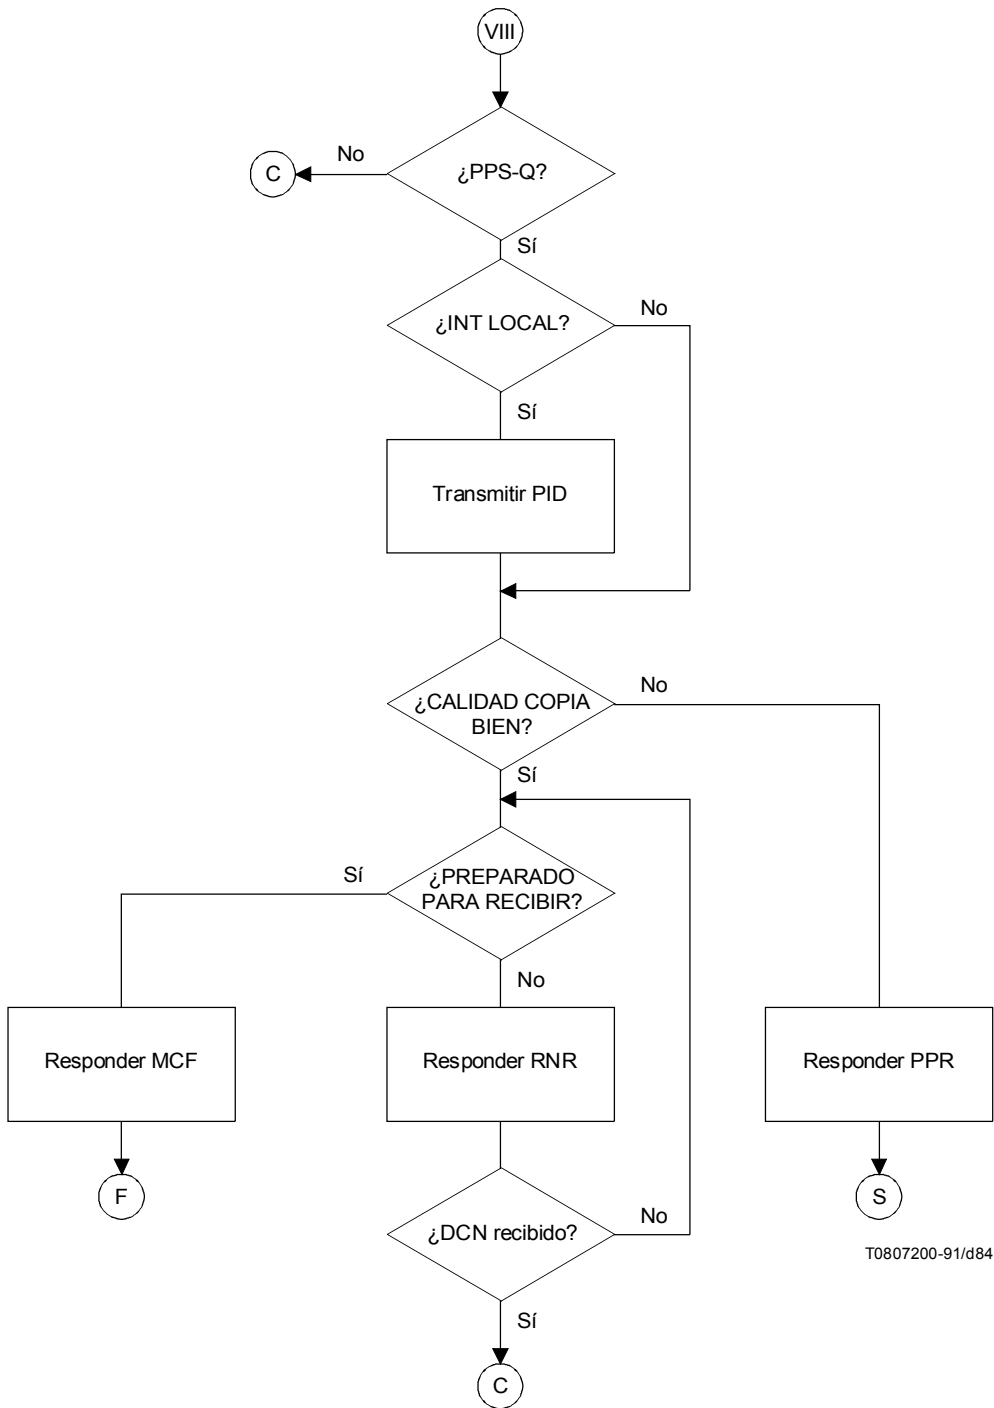 VIII
No
C
¿PPS-Q?
Sí
¿INT LOCAL?
No
Sí
Transmitir PID
¿CALIDAD COPIA
BIEN?
No
Sí
Sí
¿PREPARADO
PARA RECIBIR?
No
Responder MCF
Responder RNR
Responder PPR
F
S
¿DCN recibido?
No
T0807200-91/d84
Sí
C